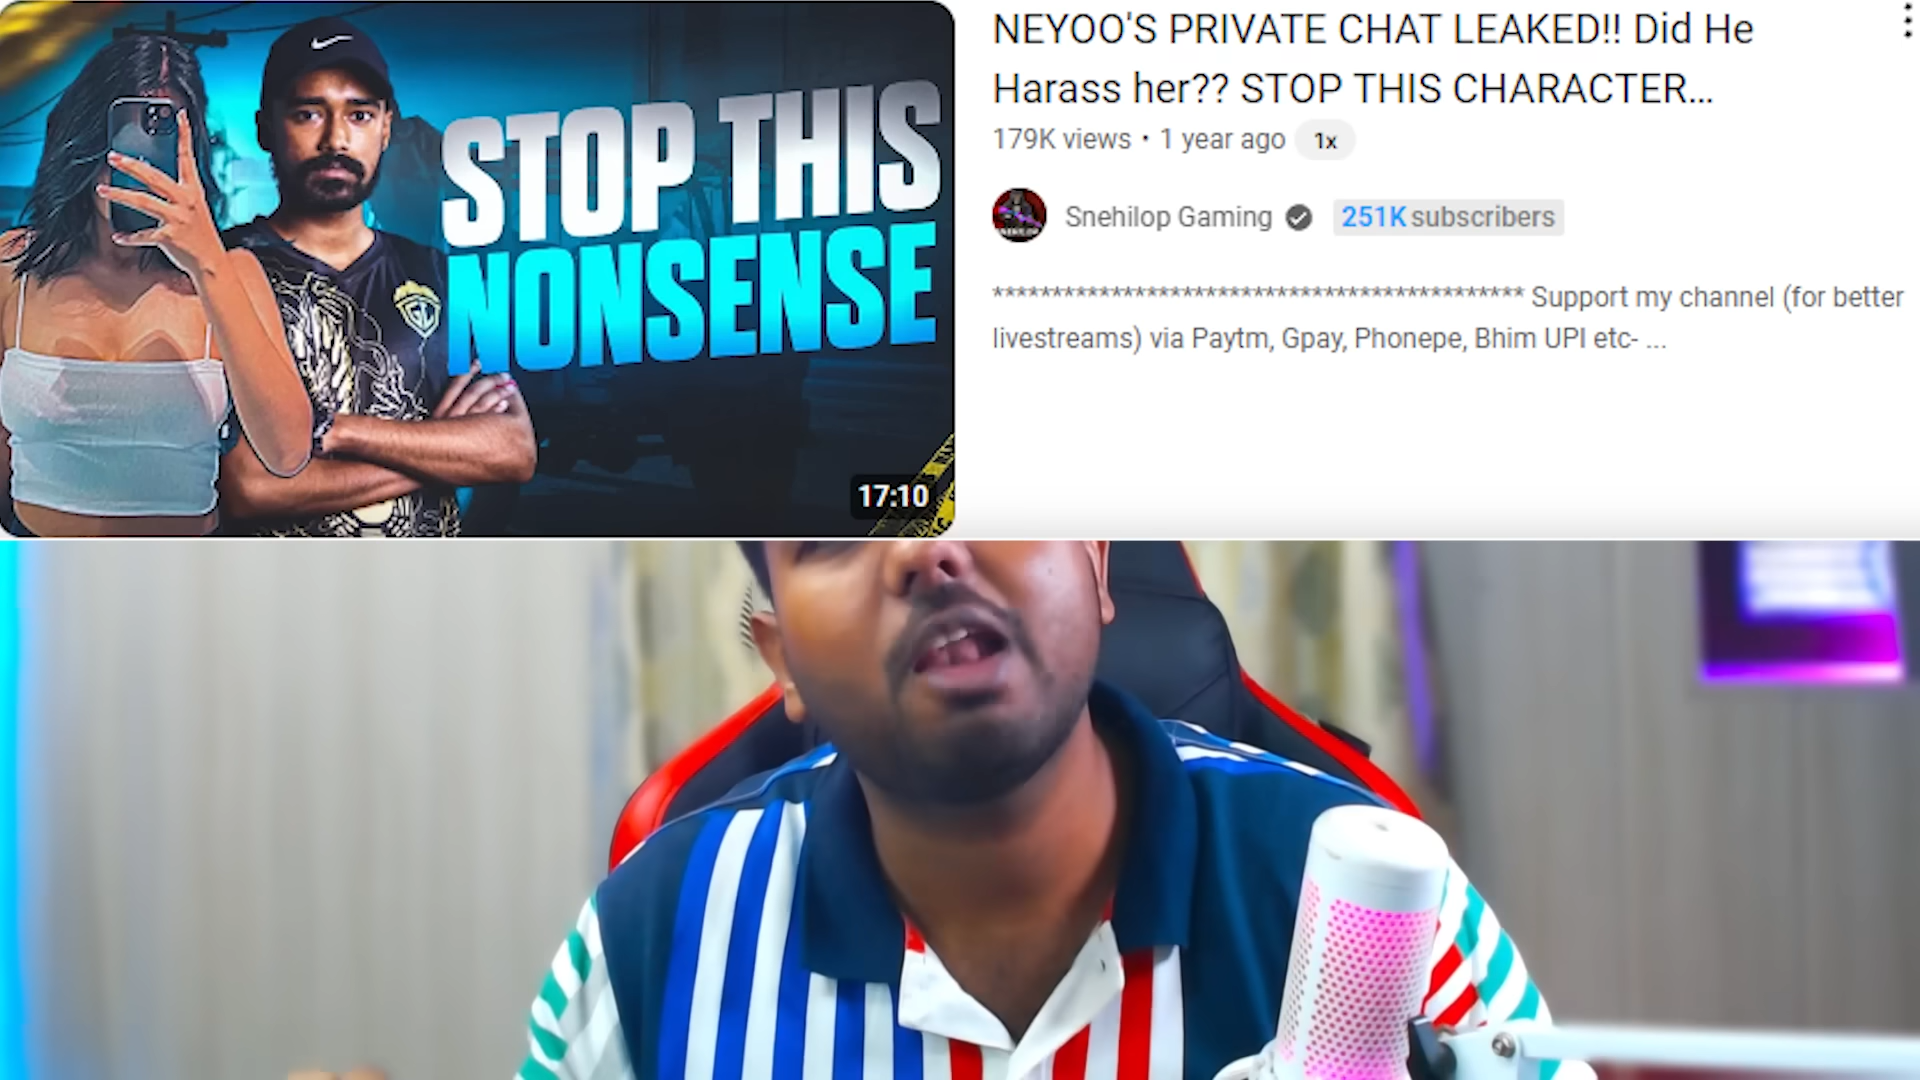 STOP THIS
NONSENSE
17:10
NEYOO'S PRIVATE CHAT LEAKED!! Did He
Harass her?? STOP THIS CHARACTER...
179K views • 1 year ago 1x
Snehilop Gaming 251K subscribers
********************************************* Support my channel (for better
livestreams) via Paytm, Gpay, Phonepe, Bhim UPI etc- ...